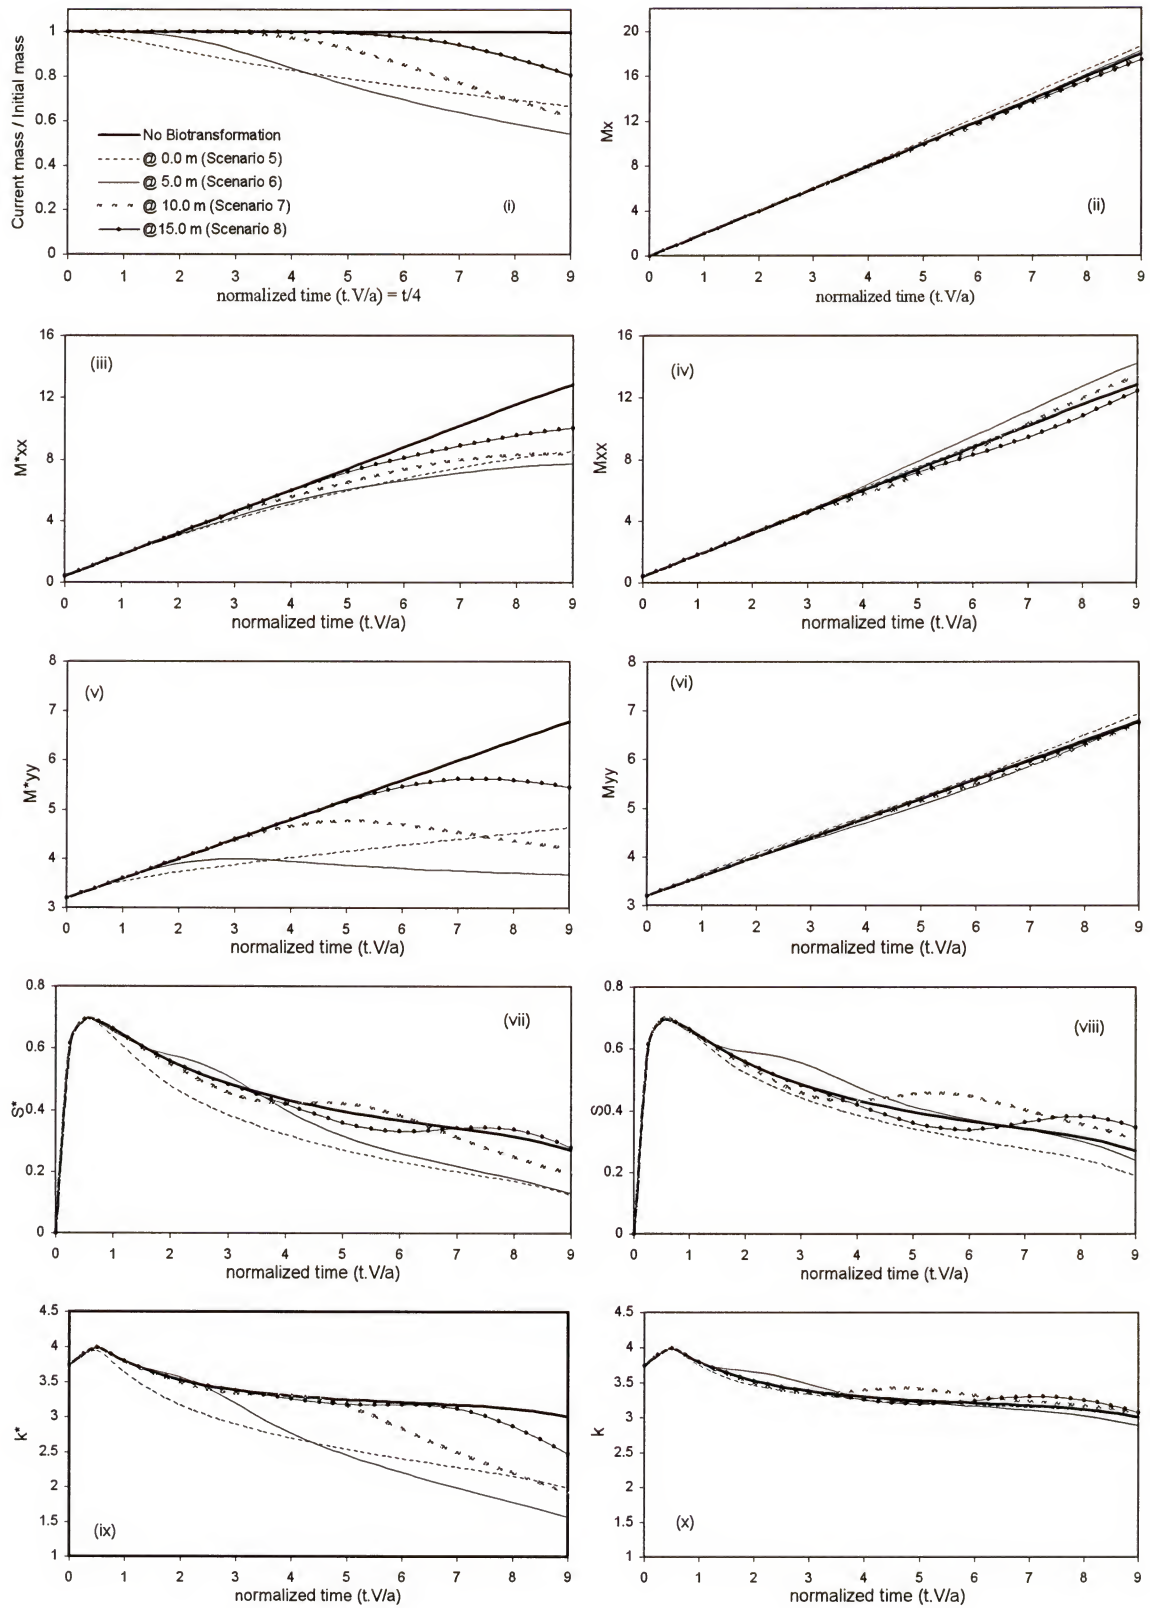 Current mass / Initial mass
1
0.8
0.6
0.4
0.2
0
No Biotransformation
@ 0.0 m (Scenario 5)
@ 5.0 m (Scenario 6)
@ 10.0 m (Scenario 7)
@15.0 m (Scenario 8)
(i)
0 1 2 3 4 5 6 7 8 9
normalized time (t.V/a) = t/4
Mx
20
16
12
8
4
0
(ii)
0 1 2 3 4 5 6 7 8 9
normalized time (t.V/a)
M*xx
16
12
8
4
0
(iii)
0 1 2 3 4 5 6 7 8 9
normalized time (t.V/a)
Mxx
16
12
8
4
0
(iv)
0 1 2 3 4 5 6 7 8 9
normalized time (t.V/a)
M*yy
8
7
6
5
4
3
(v)
0 1 2 3 4 5 6 7 8 9
normalized time (t.V/a)
Myy
8
7
6
5
4
3
(vi)
0 1 2 3 4 5 6 7 8 9
normalized time (t.V/a)
S*
0.8
0.6
0.4
0.2
0
(vii)
0 1 2 3 4 5 6 7 8 9
normalized time (t.V/a)
S
0.8
0.6
0.4
0.2
0
(viii)
0 1 2 3 4 5 6 7 8 9
normalized time (t.V/a)
k*
4.5
4
3.5
3
2.5
2
1.5
1
(ix)
0 1 2 3 4 5 6 7 8 9
normalized time (t.V/a)
k
4.5
4
3.5
3
2.5
2
1.5
1
(x)
0 1 2 3 4 5 6 7 8 9
normalized time (t.V/a)